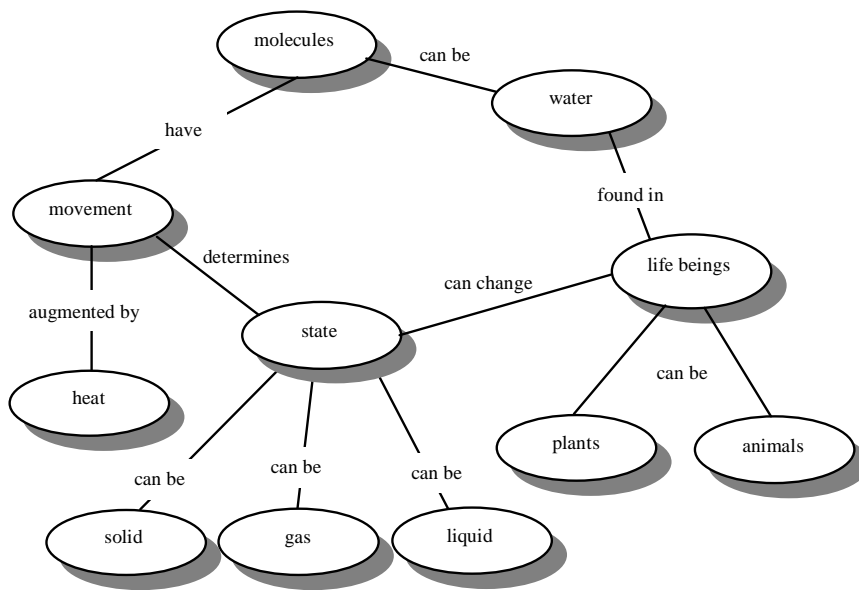 molecules
can be
water
have
found in
movement
determines
life beings
can change
augmented by
state
can be
heat
plants
animals
can be
can be
can be
solid
gas
liquid